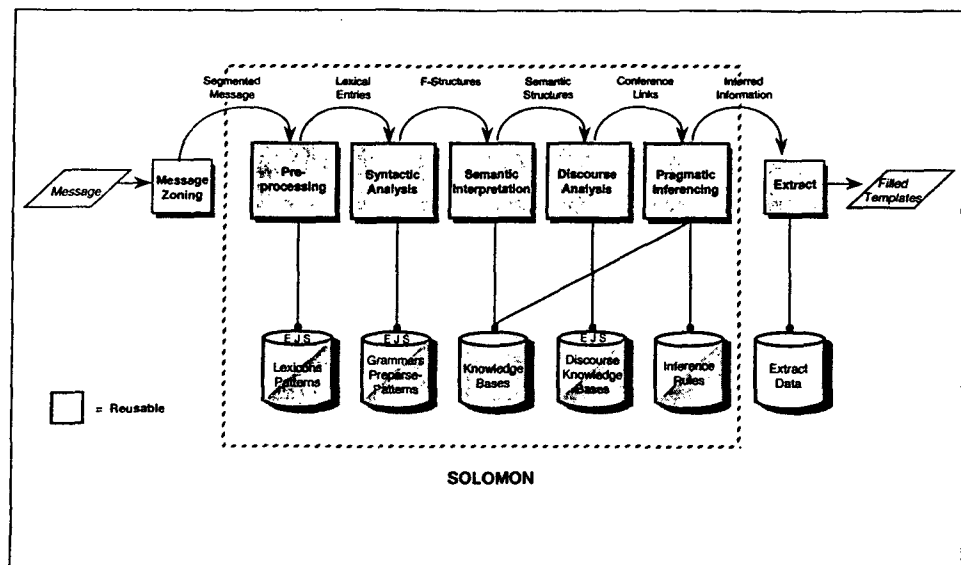 Segmented
Message
Lexical
Entries
F-Structures
Semantic
Structures
Conference
Links
Inferred
Information
Message
Message
Zoning
Pre-
processing
Syntactic
Analysis
Semantic
Interpretation
Discourse
Analysis
Pragmatic
Inferencing
Extract
Filled
Templates
E J S
Lexicons
Patterns
E J S
Grammars
Preparse-
Patterns
Knowledge
Bases
E J S
Discourse
Knowledge
Bases
Inference
Rules
Extract
Data
= Reusable
SOLOMON